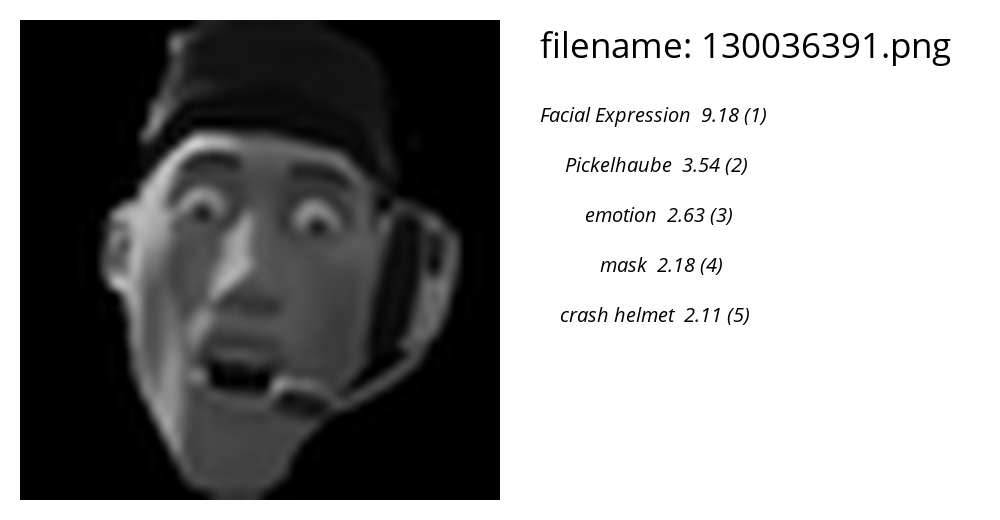 filename: 130036391.png
Facial Expression 9.18 (1)
Pickelhaube 3.54 (2)
emotion 2.63 (3)
mask 2.18 (4)
crash helmet 2.11 (5)